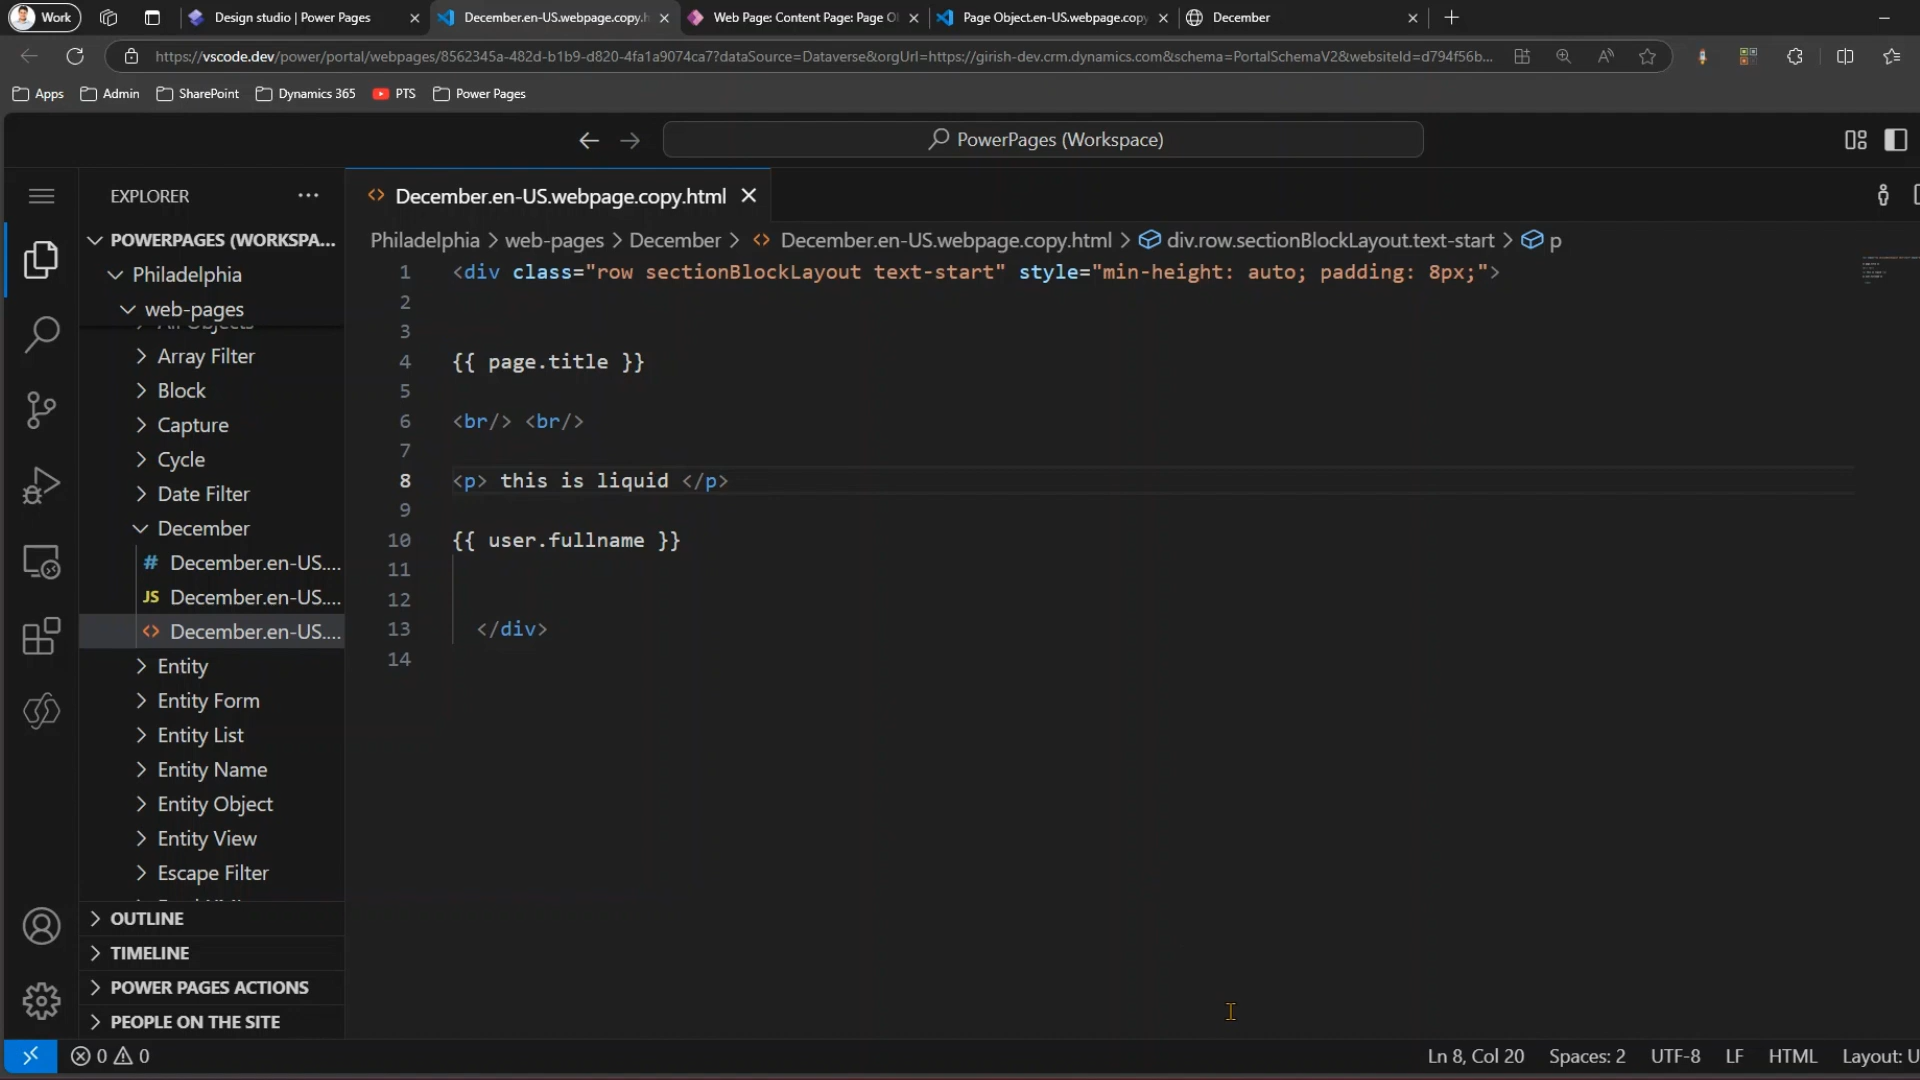 Work
Design studio | Power Pages
December.en-US.webpage.copy.h
Web Page: Content Page: Page O
Page Object.en-US.webpage.copy
December
https://vscode.dev/power/portal/webpages/8562345a-482d-b1b9-d820-4fa1a9074ca7?dataSource=Dataverse&orgUrl=https://girish-dev.crm.dynamics.com&schema=PortalSchemaV2&websiteId=d794f56b...
Apps
Admin
SharePoint
Dynamics 365
PTS
Power Pages
PowerPages (Workspace)
EXPLORER
December.en-US.webpage.copy.html
POWERPAGES (WORKSPA...
Philadelphia > web-pages > December > December.en-US.webpage.copy.html > div.row.sectionBlockLayout.text-start > p
Philadelphia
web-pages
All Objects
Array Filter
Block
Capture
Cycle
Date Filter
December
December.en-US....
JS December.en-US....
December.en-US....
Entity
Entity Form
Entity List
Entity Name
Entity Object
Entity View
Escape Filter
OUTLINE
TIMELINE
POWER PAGES ACTIONS
PEOPLE ON THE SITE
1 <div class="row sectionBlockLayout text-start" style="min-height: auto; padding: 8px;">
2
3
4 {{ page.title }}
5
6 <br/> <br/>
7
8 <p> this is liquid </p>
9
10 {{ user.fullname }}
11
12
13 </div>
14
0 0
Ln 8, Col 20
Spaces: 2
UTF-8
LF
HTML
Layout: U